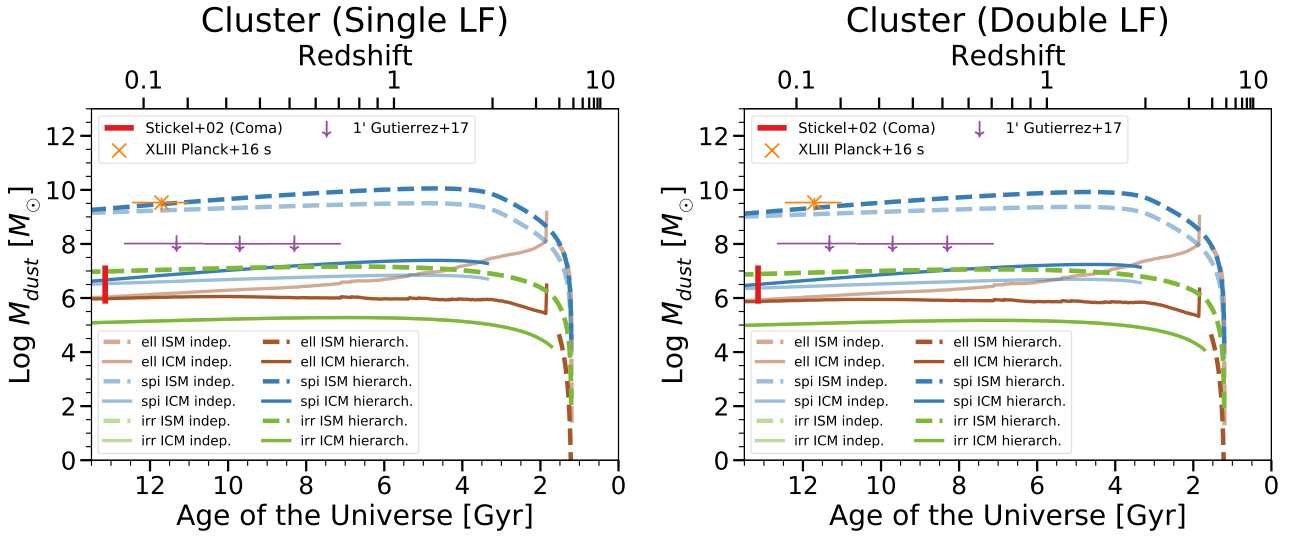 Cluster (Single LF)
Redshift
0.1 1 10
Log M_dust [M_⊙]
12
10
8
6
4
2
0
Stickel+02 (Coma)
1' Gutierrez+17
XLIII Planck+16 s
ell ISM indep.
ell ISM hierarch.
ell ICM indep.
ell ICM hierarch.
spi ISM indep.
spi ISM hierarch.
spi ICM indep.
spi ICM hierarch.
irr ISM indep.
irr ISM hierarch.
irr ICM indep.
irr ICM hierarch.
12 10 8 6 4 2 0
Age of the Universe [Gyr]
Cluster (Double LF)
Redshift
0.1 1 10
Log M_dust [M_⊙]
12
10
8
6
4
2
0
Stickel+02 (Coma)
1' Gutierrez+17
XLIII Planck+16 s
ell ISM indep.
ell ISM hierarch.
ell ICM indep.
ell ICM hierarch.
spi ISM indep.
spi ISM hierarch.
spi ICM indep.
spi ICM hierarch.
irr ISM indep.
irr ISM hierarch.
irr ICM indep.
irr ICM hierarch.
12 10 8 6 4 2 0
Age of the Universe [Gyr]